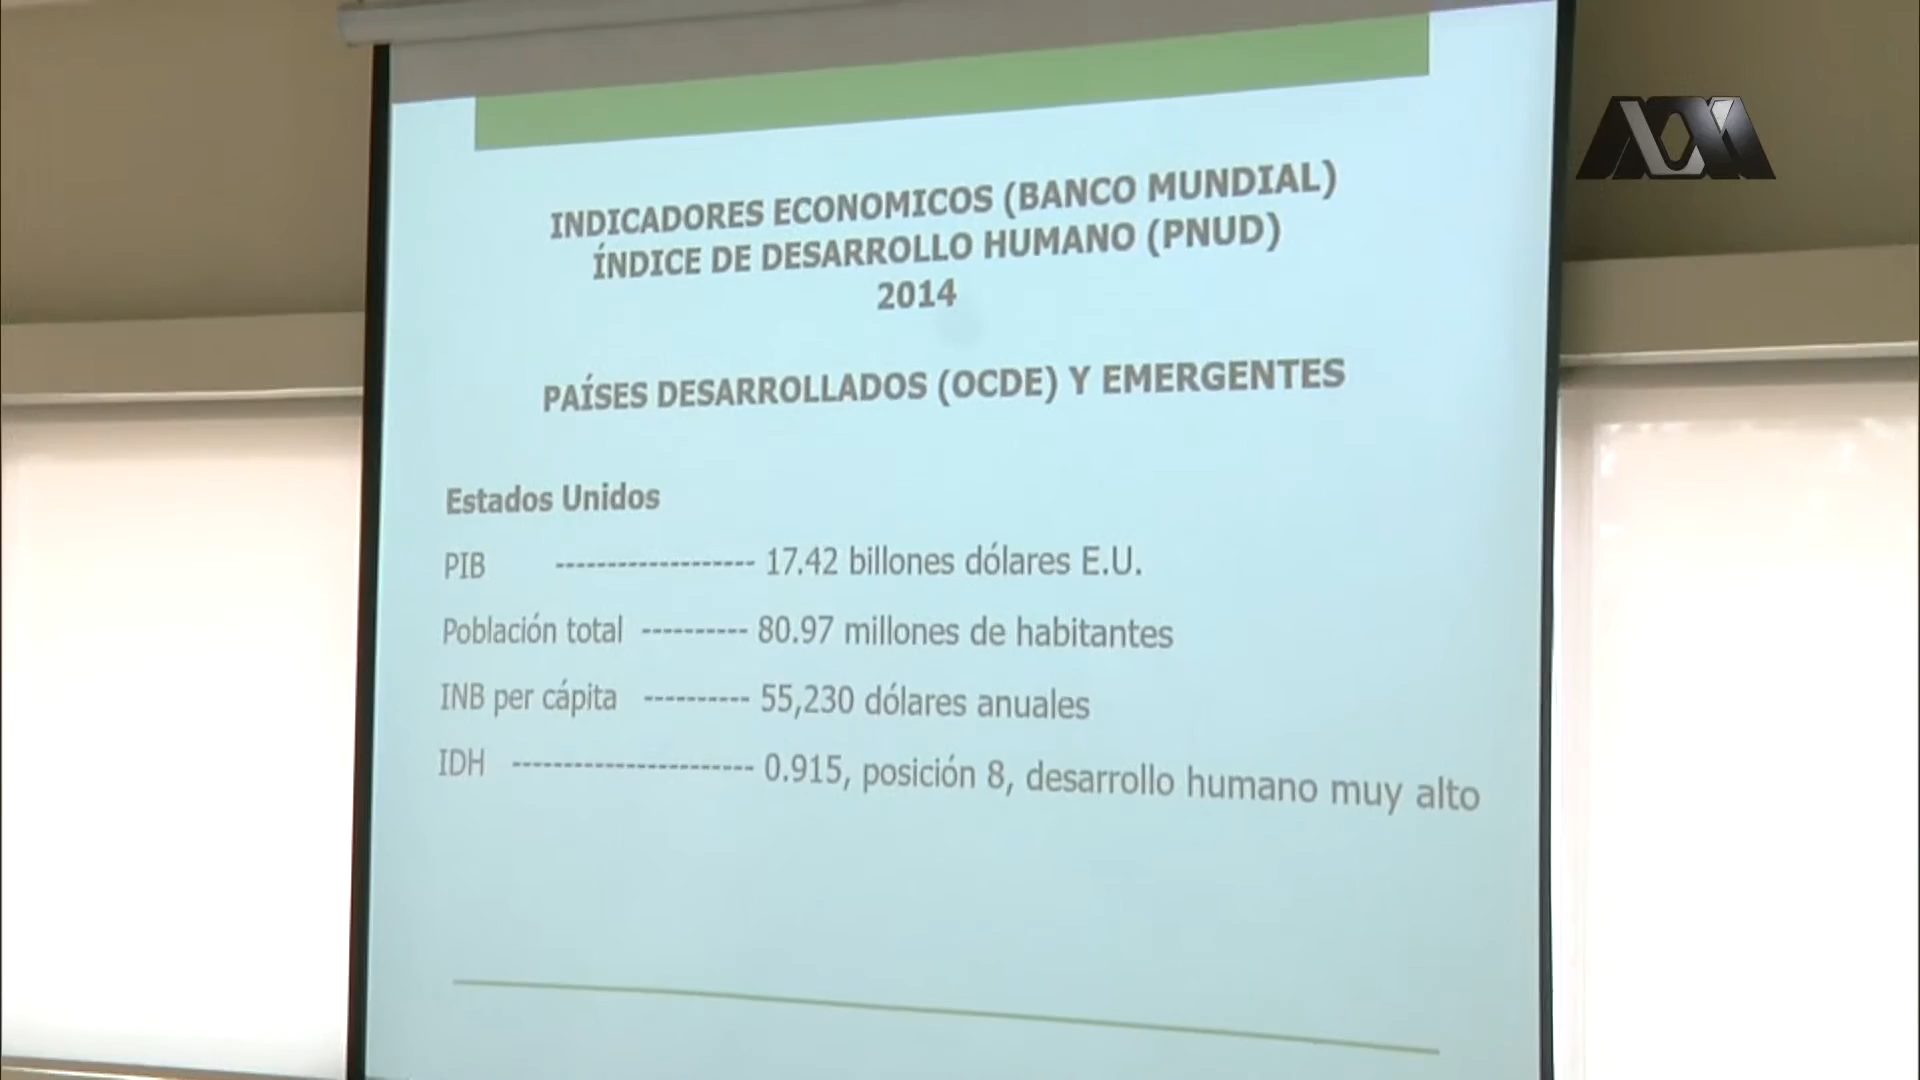 INDICADORES ECONOMICOS (BANCO MUNDIAL)
ÍNDICE DE DESARROLLO HUMANO (PNUD)
2014
PAÍSES DESARROLLADOS (OCDE) Y EMERGENTES
Estados Unidos
PIB ------------------- 17.42 billones dólares E.U.
Población total ---------- 80.97 millones de habitantes
INB per cápita ---------- 55,230 dólares anuales
IDH ----------------------- 0.915, posición 8, desarrollo humano muy alto